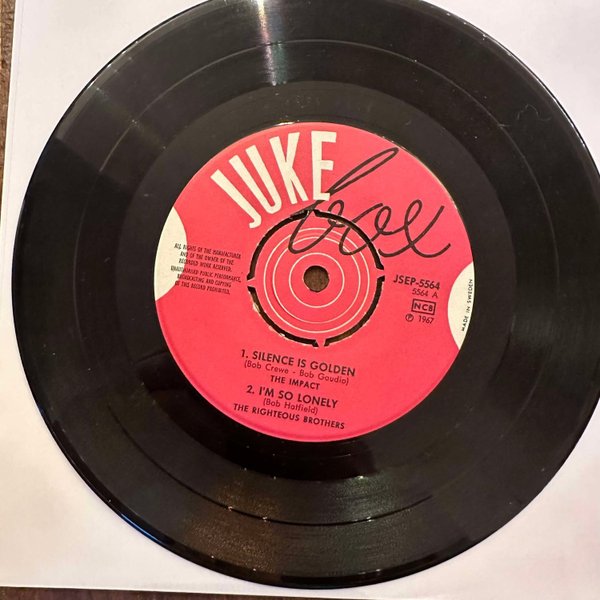 JUKE
box
ALL RIGHTS OF THE MANUFACTURER
AND OF THE OWNER OF THE
RECORDED WORK RESERVED.
UNAUTHORISED PUBLIC PERFORMANCE,
BROADCASTING AND COPYING
OF THIS RECORD PROHIBITED.
JSEP-5564
5564 A
NCB
℗ 1967
MADE IN SWEDEN
1. SILENCE IS GOLDEN
(Bob Crewe - Bob Gaudio)
THE IMPACT
2. I'M SO LONELY
(Bob Hatfield)
THE RIGHTEOUS BROTHERS